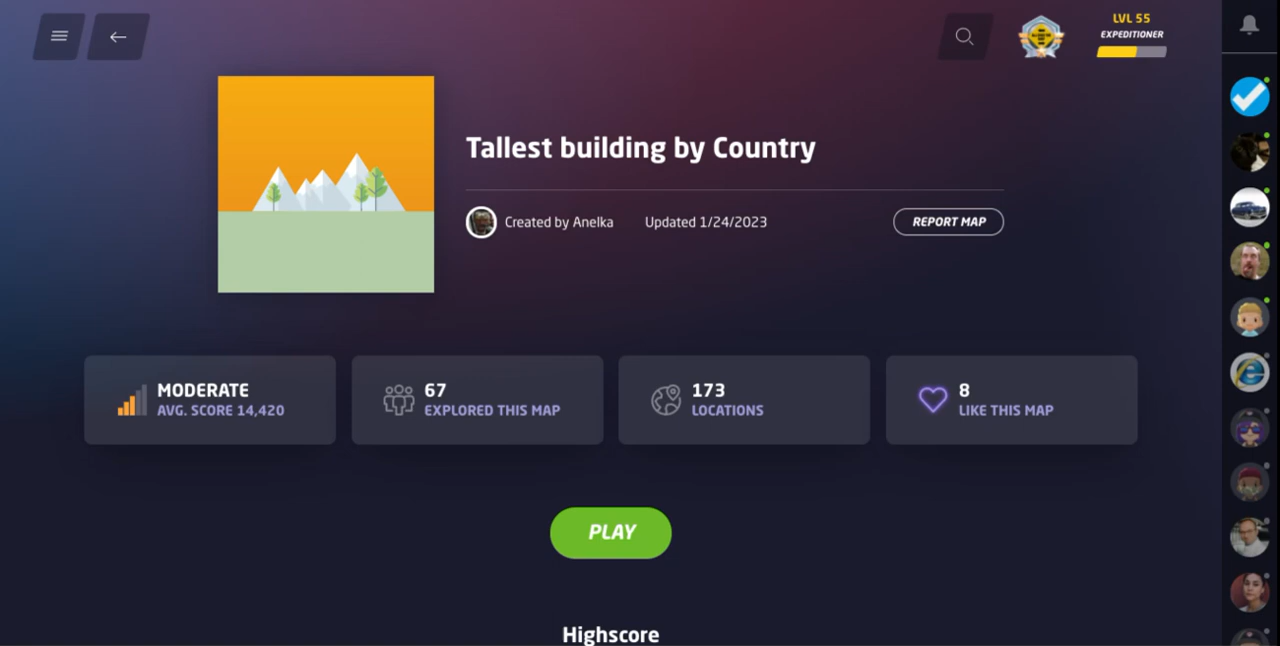 LVL 55
EXPEDITIONER
Tallest building by Country
Created by Anelka
Updated 1/24/2023
REPORT MAP
MODERATE
AVG. SCORE 14,420
67
EXPLORED THIS MAP
173
LOCATIONS
8
LIKE THIS MAP
PLAY
Highscore